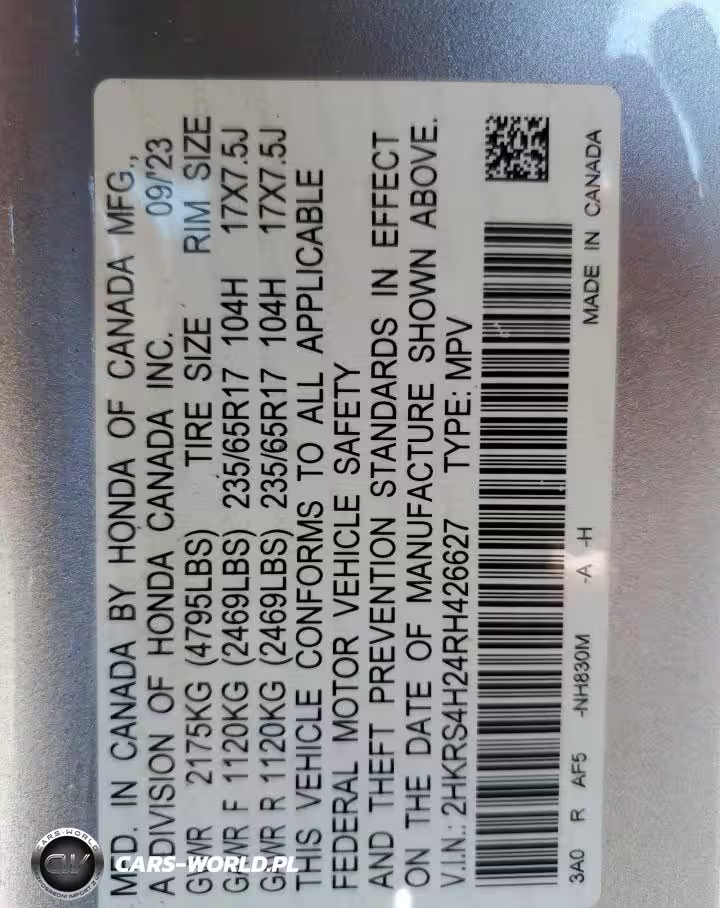 MFD. IN CANADA BY HONDA OF CANADA MFG.,
A DIVISION OF HONDA CANADA INC. 09/'23
GVWR 2175KG (4795LBS) TIRE SIZE RIM SIZE
GAWR F 1120KG (2469LBS) 235/65R17 104H 17X7.5J
GAWR R 1120KG (2469LBS) 235/65R17 104H 17X7.5J
THIS VEHICLE CONFORMS TO ALL APPLICABLE
FEDERAL MOTOR VEHICLE SAFETY
AND THEFT PREVENTION STANDARDS IN EFFECT
ON THE DATE OF MANUFACTURE SHOWN ABOVE.
V.I.N.: 2HKRS4H24RH426627 TYPE: MPV
3A0 R AF5 -NH830M -A -H MADE IN CANADA
CARS-WORLD
CW
CARS-WORLD.PL